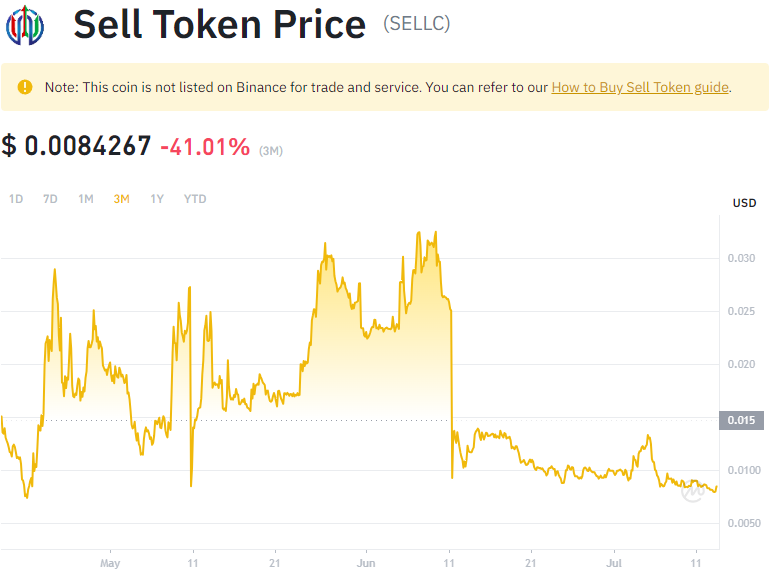 Sell Token Price (SELLC)
Note: This coin is not listed on Binance for trade and service. You can refer to our How to Buy Sell Token guide.
$ 0.0084267 -41.01% (3M)
1D 7D 1M 3M 1Y YTD
USD
0.030
0.025
0.020
0.015
0.0100
0.0050
May 11 21 Jun 11 21 Jul 11